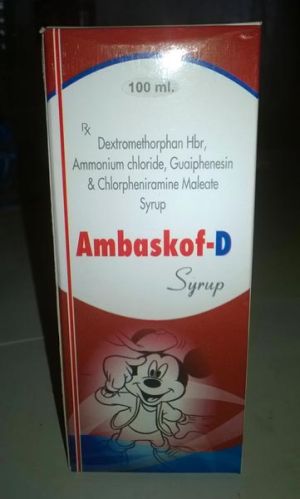 100 ml.
Rx
Dextromethorphan Hbr,
Ammonium chloride, Guaiphenesin
& Chlorpheniramine Maleate
Syrup
Ambaskof-D
Syrup